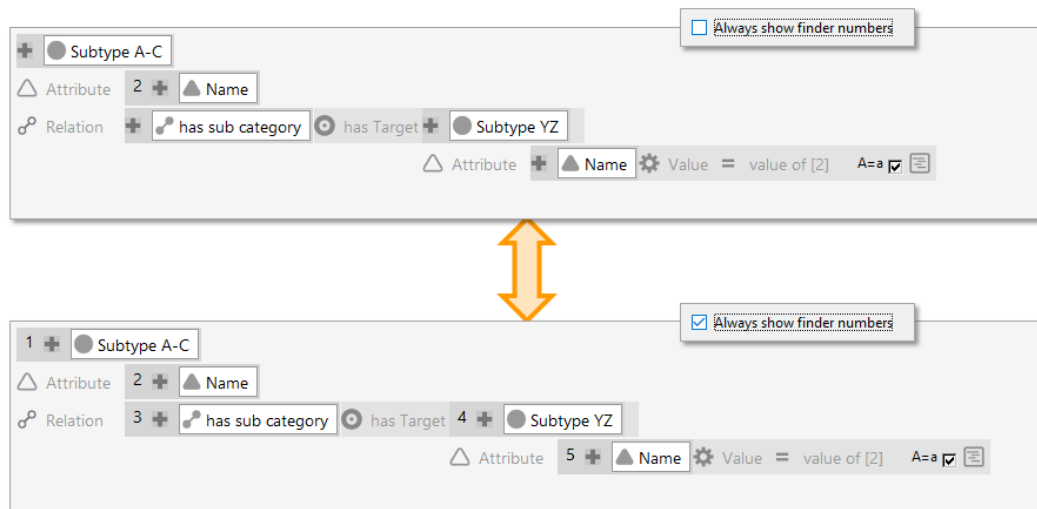 Always show finder numbers
Subtype A-C
Attribute 2 Name
Relation has sub category has Target Subtype YZ
Attribute Name Value = value of [2] A=a
Always show finder numbers
1 Subtype A-C
Attribute 2 Name
Relation 3 has sub category has Target 4 Subtype YZ
Attribute 5 Name Value = value of [2] A=a